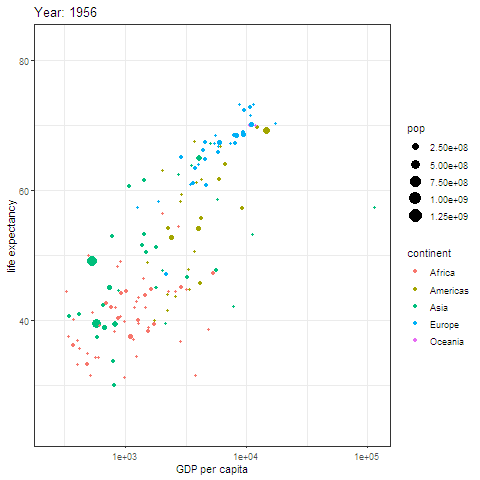 Year: 1956
80
60
40
life expectancy
1e+03
1e+04
1e+05
GDP per capita
pop
2.50e+08
5.00e+08
7.50e+08
1.00e+09
1.25e+09
continent
Africa
Americas
Asia
Europe
Oceania